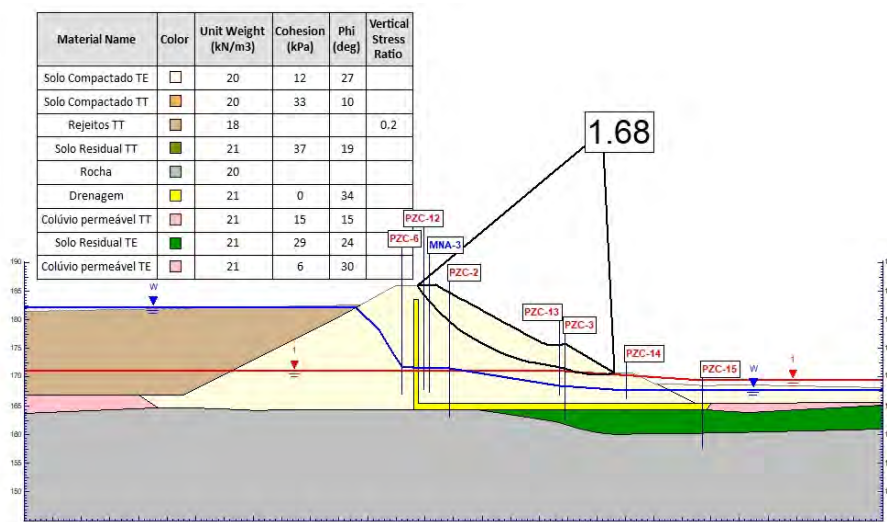 Material Name Color Unit Weight (kN/m3) Cohesion (kPa) Phi (deg) Vertical Stress Ratio
Solo Compactado TE 20 12 27
Solo Compactado TT 20 33 10
Rejeitos TT 18 0.2
Solo Residual TT 21 37 19
Rocha 20
Drenagem 21 0 34
Colúvio permeável TT 21 15 15
Solo Residual TE 21 29 24
Colúvio permeável TE 21 6 30
1.68
PZC-12
PZC-6
MNA-3
PZC-2
PZC-13
PZC-3
PZC-14
PZC-15
W
1
W
1
190
185
180
175
170
165
160
155
150